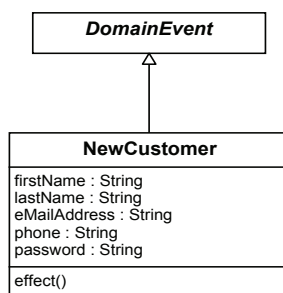 DomainEvent
NewCustomer
firstName : String
lastName : String
eMailAddress : String
phone : String
password : String
effect()